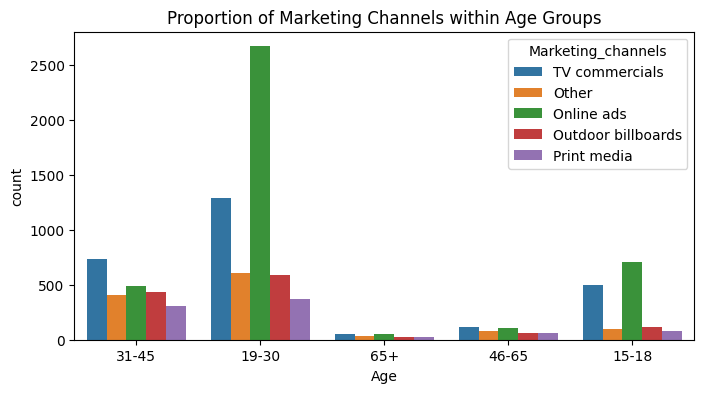 Proportion of Marketing Channels within Age Groups
Marketing_channels
TV commercials
Other
Online ads
Outdoor billboards
Print media
count
2500
2000
1500
1000
500
0
31-45 19-30 65+ 46-65 15-18
Age